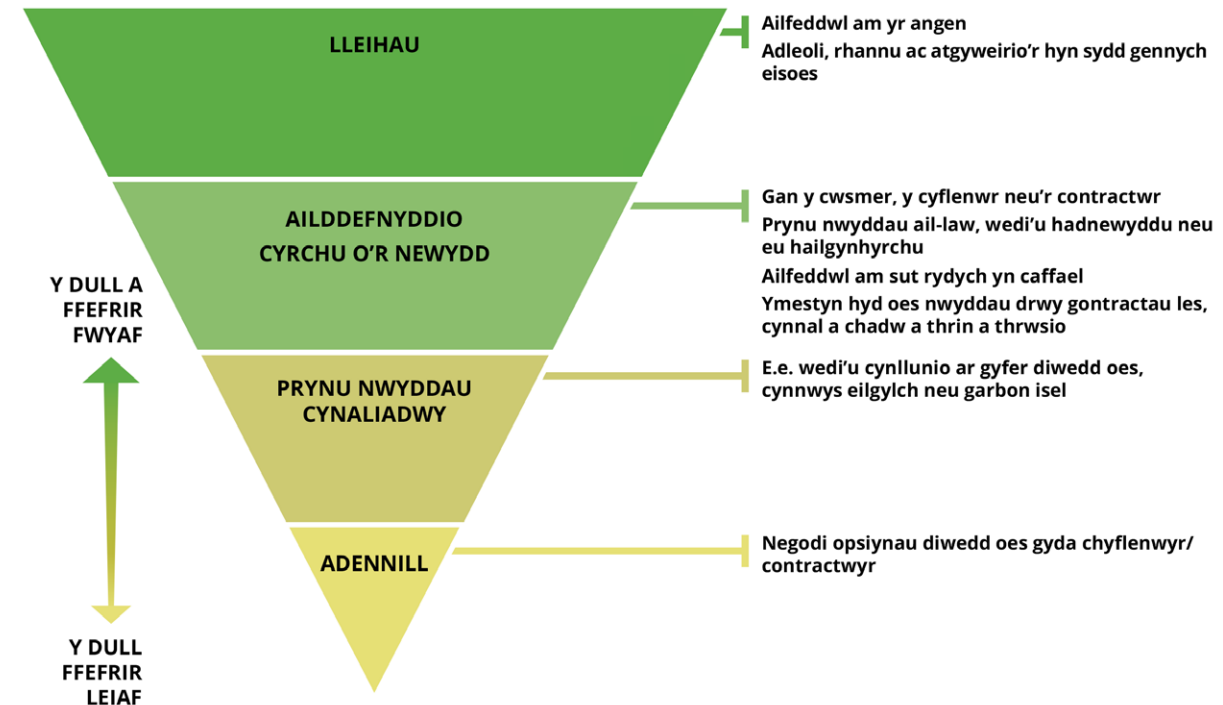 LLEIHAU
Ailfeddwl am yr angen
Adleoli, rhannu ac atgyweirio’r hyn sydd gennych
eisoes
AILDDEFNYDDIO
CYRCHU O’R NEWYDD
Gan y cwsmer, y cyflenwr neu’r contractwr
Prynu nwyddau ail-law, wedi’u hadnewyddu neu
eu hailgynhyrchu
Ailfeddwl am sut rydych yn caffael
Ymestyn hyd oes nwyddau drwy gontractau les,
cynnal a chadw a thrin a thrwsio
Y DULL A
FFEFRIR
FWYAF
PRYNU NWYDDAU
CYNALIADWY
E.e. wedi’u cynllunio ar gyfer diwedd oes,
cynnwys eilgylch neu garbon isel
ADENNILL
Negodi opsiynau diwedd oes gyda chyflenwyr/
contractwyr
Y DULL
FFEFRIR
LEIAF